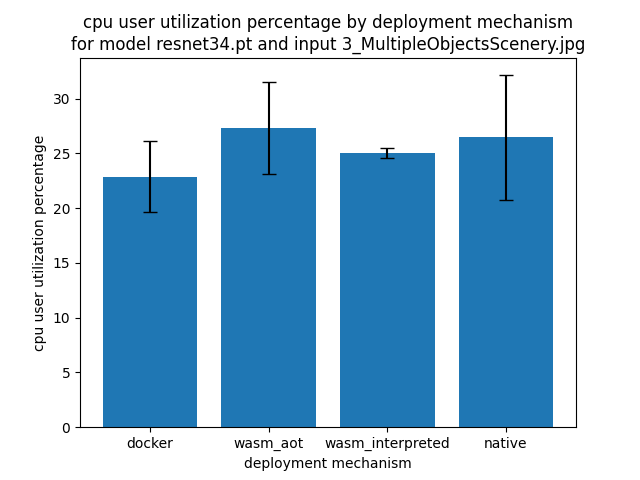 cpu user utilization percentage by deployment mechanism
for model resnet34.pt and input 3_MultipleObjectsScenery.jpg
cpu user utilization percentage
30
25
20
15
10
5
0
docker wasm_aot wasm_interpreted native
deployment mechanism